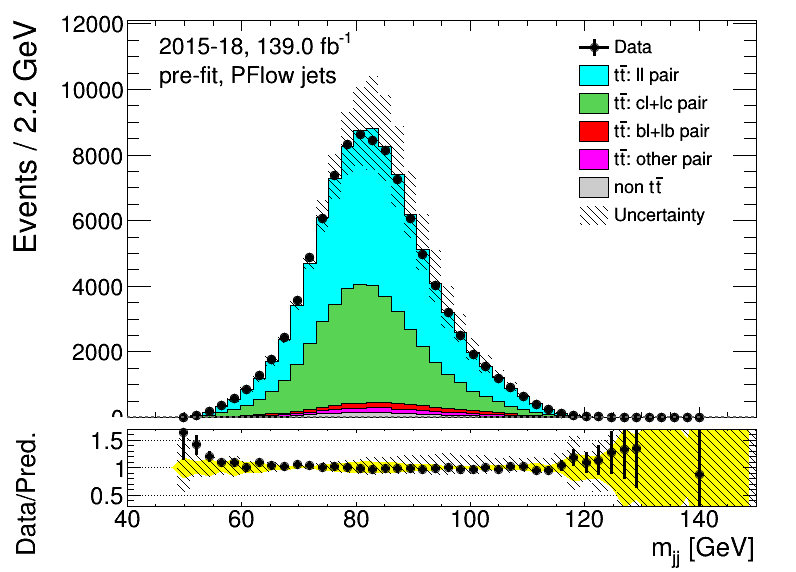 Events / 2.2 GeV
12000
10000
8000
6000
4000
2000
0
2015-18, 139.0 fb⁻¹
pre-fit, PFlow jets
Data
tt̄: ll pair
tt̄: cl+lc pair
tt̄: bl+lb pair
tt̄: other pair
non tt̄
Uncertainty
Data/Pred.
1.5
1
0.5
40 60 80 100 120 140
m_jj [GeV]